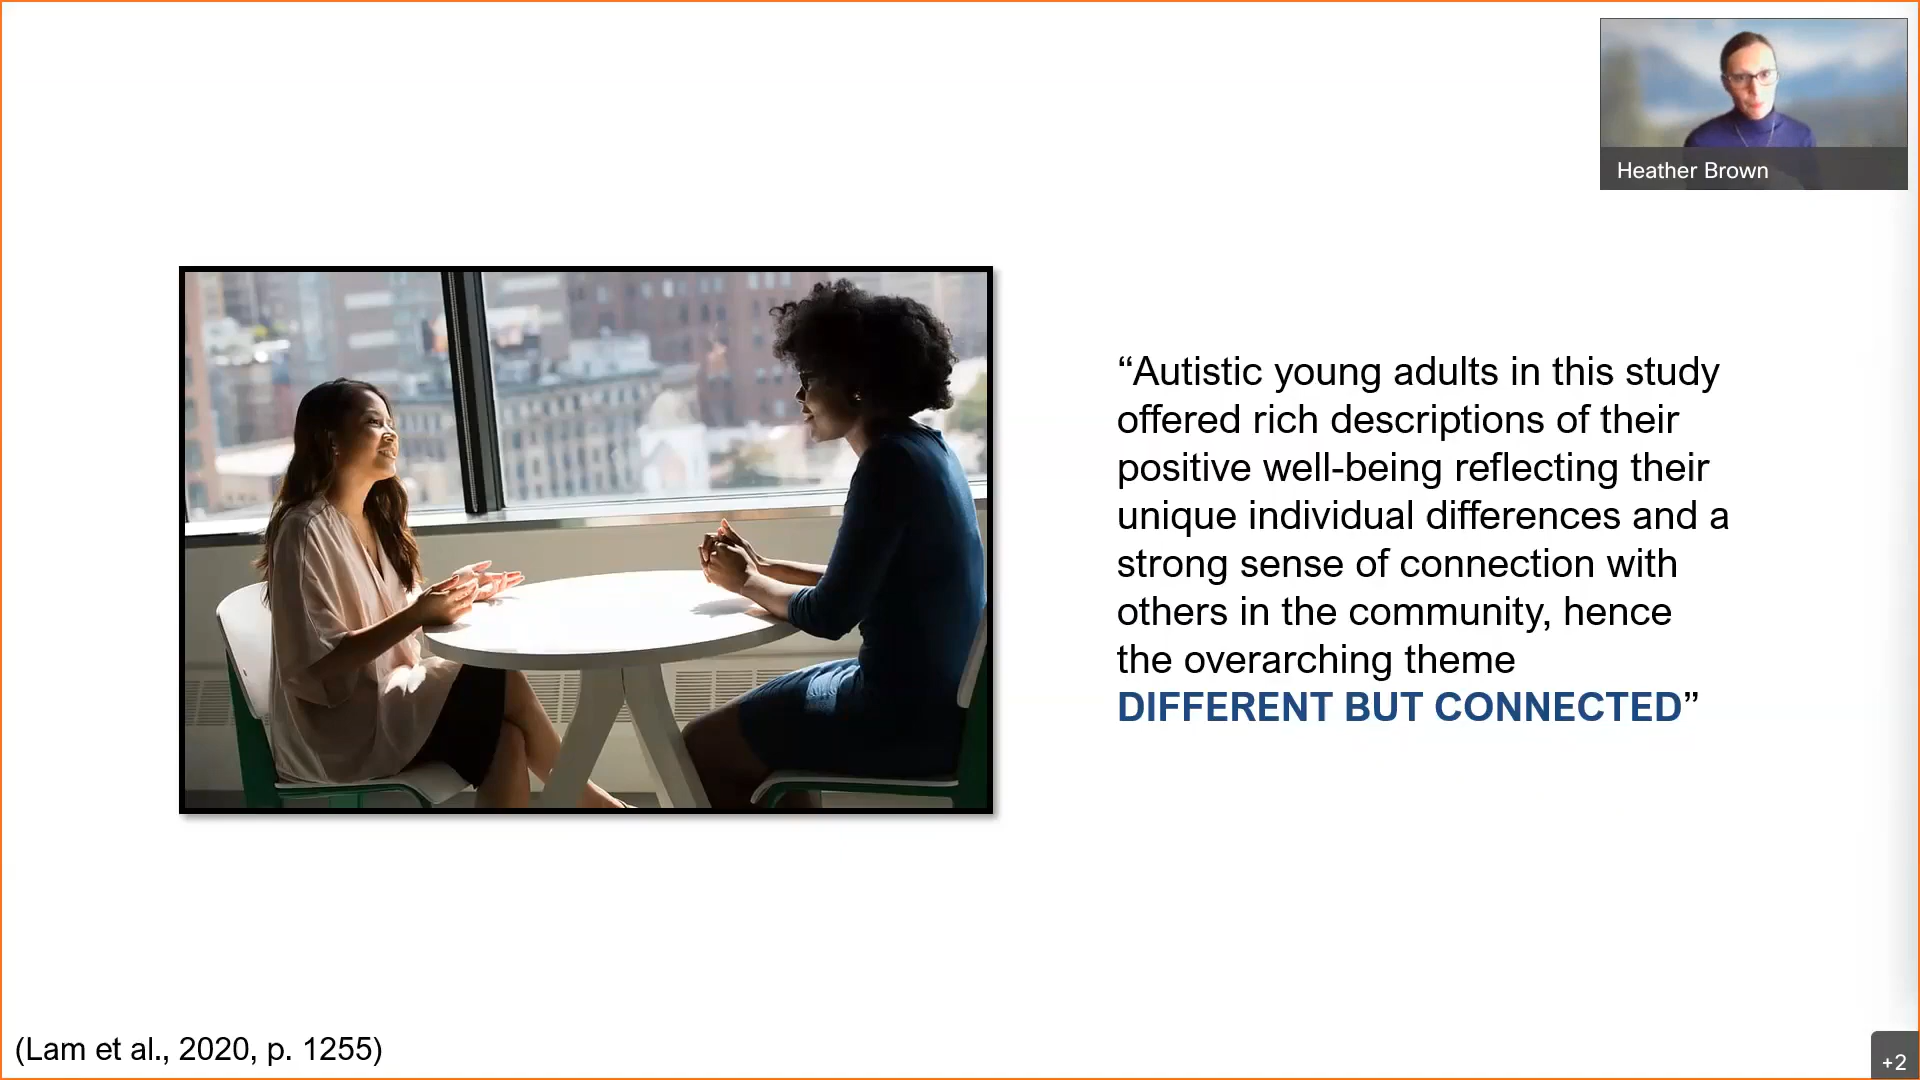 Heather Brown
“Autistic young adults in this study
offered rich descriptions of their
positive well-being reflecting their
unique individual differences and a
strong sense of connection with
others in the community, hence
the overarching theme
DIFFERENT BUT CONNECTED”
(Lam et al., 2020, p. 1255)
+2